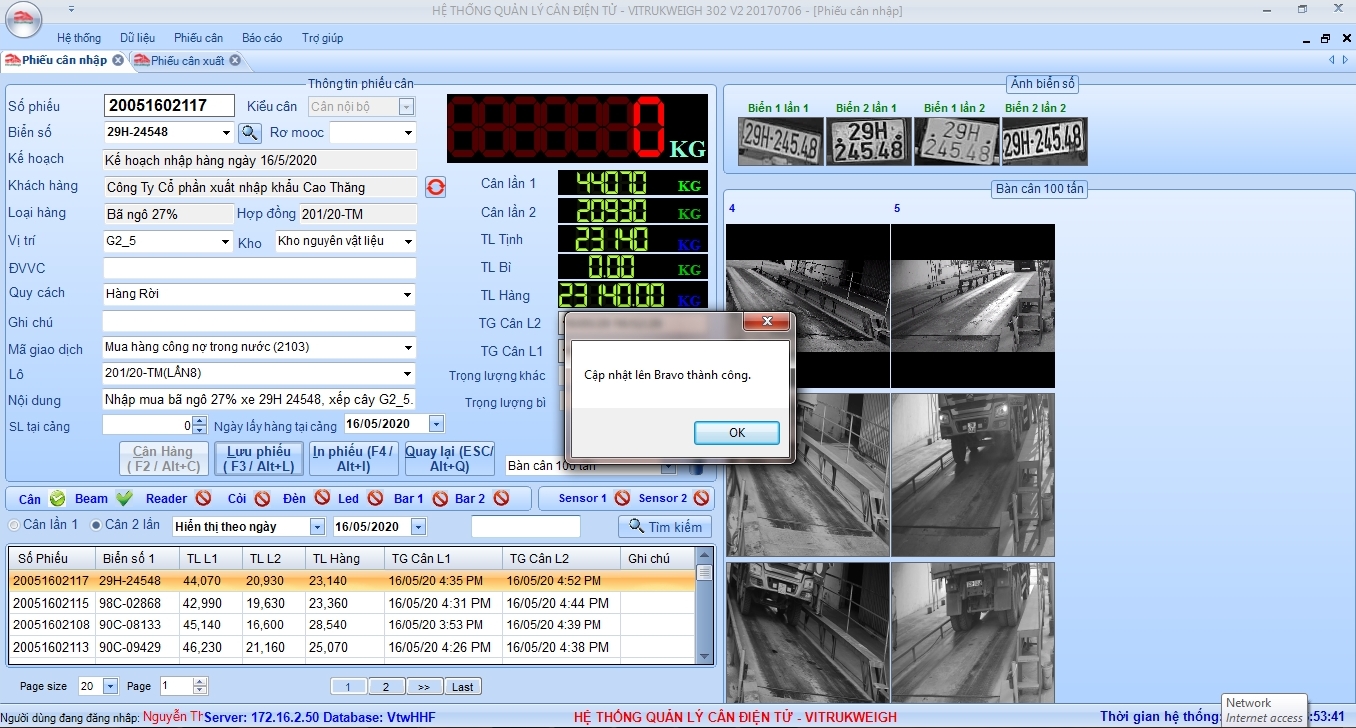 HỆ THỐNG QUẢN LÝ CÂN ĐIỆN TỬ - VITRUKWEIGH 302 V2 20170706 - [Phiếu cân nhập]
Hệ thống Dữ liệu Phiếu cân Báo cáo Trợ giúp
Phiếu cân nhập Phiếu cân xuất
Thông tin phiếu cân
Số phiếu 20051602117 Kiểu cân Cân nội bộ
Biển số 29H-24548 Rơ mooc
Kế hoạch Kế hoạch nhập hàng ngày 16/5/2020
Khách hàng Công Ty Cổ phần xuất nhập khẩu Cao Thăng
Loại hàng Bã ngô 27% Hợp đồng 201/20-TM
Vị trí G2_5 Kho Kho nguyên vật liệu
ĐVVC
Quy cách Hàng Rời
Ghi chú
Mã giao dịch Mua hàng công nợ trong nước (2103)
Lô 201/20-TM(LẦN8)
Nội dung Nhập mua bã ngô 27% xe 29H 24548, xếp cây G2_5.
SL tại cảng 0 Ngày lấy hàng tại cảng 16/05/2020
Cân Hàng ( F2 / Alt+C)
Lưu phiếu ( F3 / Alt+L)
In phiếu (F4 / Alt+I)
Quay lại (ESC/ Alt+Q)
Bàn cân 100 tấn
0 KG
Cân lần 1 44070 KG
Cân lần 2 20930 KG
TL Tịnh 23140 KG
TL Bì 0.00 KG
TL Hàng 23140.00 KG
TG Cân L2
TG Cân L1
Trọng lượng khác
Trọng lượng bì
Cập nhật lên Bravo thành công.
OK
Ảnh biển số
Biển 1 lần 1 Biển 2 lần 1 Biển 1 lần 2 Biển 2 lần 2
29H-245.48
29H
245.48
29H
245.48
29H-245.48
Bàn cân 100 tấn
4 5
Cân Beam Reader Còi Đèn Led Bar 1 Bar 2 Sensor 1 Sensor 2
Cân lần 1 Cân 2 lần Hiển thị theo ngày 16/05/2020 Tìm kiếm
Số Phiếu Biển số 1 TL L1 TL L2 TL Hàng TG Cân L1 TG Cân L2 Ghi chú
20051602117 29H-24548 44,070 20,930 23,140 16/05/20 4:35 PM 16/05/20 4:52 PM
20051602115 98C-02868 42,990 19,630 23,360 16/05/20 4:31 PM 16/05/20 4:44 PM
20051602108 90C-08133 45,140 16,600 28,540 16/05/20 3:53 PM 16/05/20 4:39 PM
20051602113 90C-09429 46,230 21,160 25,070 16/05/20 4:26 PM 16/05/20 4:38 PM
Page size 20 Page 1 1 2 >> Last
Network
Internet access
Người dùng đang đăng nhập: Nguyễn Th Server: 172.16.2.50 Database: VtwHHF HỆ THỐNG QUẢN LÝ CÂN ĐIỆN TỬ - VITRUKWEIGH Thời gian hệ thống: :53:41